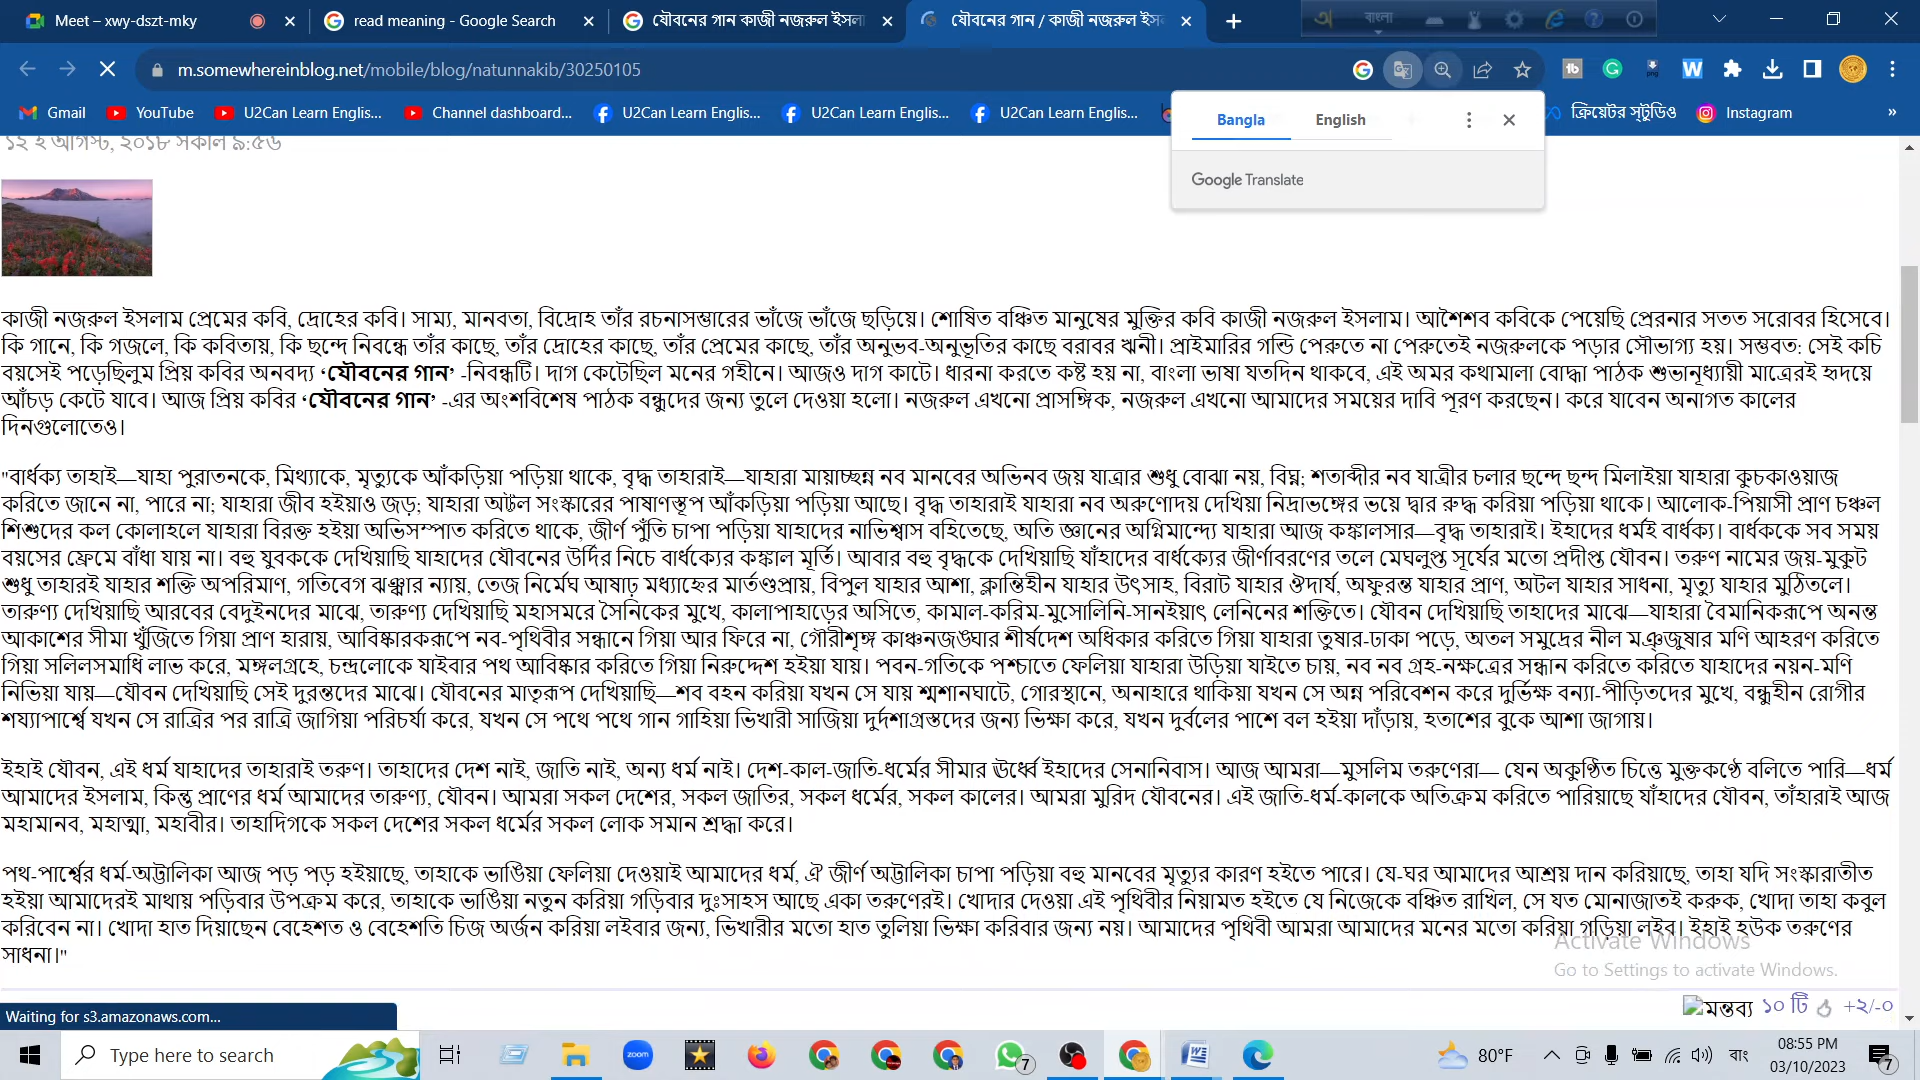 Meet – xwy-dszt-mky
read meaning - Google Search
যৌবনের গান কাজী নজরুল ইসলা
যৌবনের গান / কাজী নজরুল ইস
বাংলা
m.somewhereinblog.net/mobile/blog/natunnakib/30250105
Gmail
YouTube
U2Can Learn Englis...
Channel dashboard...
U2Can Learn Englis...
U2Can Learn Englis...
U2Can Learn Englis...
ক্রিয়েটর স্টুডিও
Instagram
»
Bangla
English
Google Translate
১২ ই আগস্ট, ২০১৮ সকাল ৯:৫৬
কাজী নজরুল ইসলাম প্রেমের কবি, দ্রোহের কবি। সাম্য, মানবতা, বিদ্রোহ তাঁর রচনাসম্ভারের ভাঁজে ভাঁজে ছড়িয়ে। শোষিত বঞ্চিত মানুষের মুক্তির কবি কাজী নজরুল ইসলাম। আশৈশব কবিকে পেয়েছি প্রেরনার সতত সরোবর হিসেবে।
কি গানে, কি গজলে, কি কবিতায়, কি ছন্দে নিবন্ধে তাঁর কাছে, তাঁর দ্রোহের কাছে, তাঁর প্রেমের কাছে, তাঁর অনুভব-অনুভূতির কাছে বরাবর ঋনী। প্রাইমারির গন্ডি পেরুতে না পেরুতেই নজরুলকে পড়ার সৌভাগ্য হয়। সম্ভবত: সেই কচি
বয়সেই পড়েছিলুম প্রিয় কবির অনবদ্য ‘যৌবনের গান’ -নিবন্ধটি। দাগ কেটেছিল মনের গহীনে। আজও দাগ কাটে। ধারনা করতে কষ্ট হয় না, বাংলা ভাষা যতদিন থাকবে, এই অমর কথামালা বোদ্ধা পাঠক শুভানূধ্যায়ী মাত্রেরই হৃদয়ে
আঁচড় কেটে যাবে। আজ প্রিয় কবির ‘যৌবনের গান’ -এর অংশবিশেষ পাঠক বন্ধুদের জন্য তুলে দেওয়া হলো। নজরুল এখনো প্রাসঙ্গিক, নজরুল এখনো আমাদের সময়ের দাবি পূরণ করছেন। করে যাবেন অনাগত কালের
দিনগুলোতেও।
"বার্ধক্য তাহাই—যাহা পুরাতনকে, মিথ্যাকে, মৃত্যুকে আঁকড়িয়া পড়িয়া থাকে, বৃদ্ধ তাহারাই—যাহারা মায়াচ্ছন্ন নব মানবের অভিনব জয় যাত্রার শুধু বোঝা নয়, বিঘ্ন; শতাব্দীর নব যাত্রীর চলার ছন্দে ছন্দ মিলাইয়া যাহারা কুচকাওয়াজ
করিতে জানে না, পারে না; যাহারা জীব হইয়াও জড়; যাহারা অটল সংস্কারের পাষাণস্তূপ আঁকড়িয়া পড়িয়া আছে। বৃদ্ধ তাহারাই যাহারা নব অরুণোদয় দেখিয়া নিদ্রাভঙ্গের ভয়ে দ্বার রুদ্ধ করিয়া পড়িয়া থাকে। আলোক-পিয়াসী প্রাণ চঞ্চল
শিশুদের কল কোলাহলে যাহারা বিরক্ত হইয়া অভিসম্পাত করিতে থাকে, জীর্ণ পুঁতি চাপা পড়িয়া যাহাদের নাভিশ্বাস বহিতেছে, অতি জ্ঞানের অগ্নিমান্দ্যে যাহারা আজ কঙ্কালসার—বৃদ্ধ তাহারাই। ইহাদের ধর্মই বার্ধক্য। বার্ধককে সব সময়
বয়সের ফ্রেমে বাঁধা যায় না। বহু যুবককে দেখিয়াছি যাহাদের যৌবনের উর্দির নিচে বার্ধক্যের কঙ্কাল মূর্তি। আবার বহু বৃদ্ধকে দেখিয়াছি যাঁহাদের বার্ধক্যের জীর্ণাবরণের তলে মেঘলুপ্ত সূর্যের মতো প্রদীপ্ত যৌবন। তরুণ নামের জয়-মুকুট
শুধু তাহারই যাহার শক্তি অপরিমাণ, গতিবেগ ঝঞ্ঝার ন্যায়, তেজ নির্মেঘ আষাঢ় মধ্যাহ্নের মার্তণ্ডপ্রায়, বিপুল যাহার আশা, ক্লান্তিহীন যাহার উৎসাহ, বিরাট যাহার ঔদার্য, অফুরন্ত যাহার প্রাণ, অটল যাহার সাধনা, মৃত্যু যাহার মুঠিতলে।
তারুণ্য দেখিয়াছি আরবের বেদুইনদের মাঝে, তারুণ্য দেখিয়াছি মহাসমরে সৈনিকের মুখে, কালাপাহাড়ের অসিতে, কামাল-করিম-মুসোলিনি-সানইয়াৎ লেনিনের শক্তিতে। যৌবন দেখিয়াছি তাহাদের মাঝে—যাহারা বৈমানিকরূপে অনন্ত
আকাশের সীমা খুঁজিতে গিয়া প্রাণ হারায়, আবিষ্কারকরূপে নব-পৃথিবীর সন্ধানে গিয়া আর ফিরে না, গৌরীশৃঙ্গ কাঞ্চনজঙ্ঘার শীর্ষদেশ অধিকার করিতে গিয়া যাহারা তুষার-ঢাকা পড়ে, অতল সমুদ্রের নীল মঞ্জুষার মণি আহরণ করিতে
গিয়া সলিলসমাধি লাভ করে, মঙ্গলগ্রহে, চন্দ্রলোকে যাইবার পথ আবিষ্কার করিতে গিয়া নিরুদ্দেশ হইয়া যায়। পবন-গতিকে পশ্চাতে ফেলিয়া যাহারা উড়িয়া যাইতে চায়, নব নব গ্রহ-নক্ষত্রের সন্ধান করিতে করিতে যাহাদের নয়ন-মণি
নিভিয়া যায়—যৌবন দেখিয়াছি সেই দুরন্তদের মাঝে। যৌবনের মাতৃরূপ দেখিয়াছি—শব বহন করিয়া যখন সে যায় শ্মশানঘাটে, গোরস্থানে, অনাহারে থাকিয়া যখন সে অন্ন পরিবেশন করে দুর্ভিক্ষ বন্যা-পীড়িতদের মুখে, বন্ধুহীন রোগীর
শয্যাপার্শ্বে যখন সে রাত্রির পর রাত্রি জাগিয়া পরিচর্যা করে, যখন সে পথে পথে গান গাহিয়া ভিখারী সাজিয়া দুর্দশাগ্রস্তদের জন্য ভিক্ষা করে, যখন দুর্বলের পাশে বল হইয়া দাঁড়ায়, হতাশের বুকে আশা জাগায়।
ইহাই যৌবন, এই ধর্ম যাহাদের তাহারাই তরুণ। তাহাদের দেশ নাই, জাতি নাই, অন্য ধর্ম নাই। দেশ-কাল-জাতি-ধর্মের সীমার ঊর্ধ্বে ইহাদের সেনানিবাস। আজ আমরা—মুসলিম তরুণেরা— যেন অকুণ্ঠিত চিত্তে মুক্তকণ্ঠে বলিতে পারি—ধর্ম
আমাদের ইসলাম, কিন্তু প্রাণের ধর্ম আমাদের তারুণ্য, যৌবন। আমরা সকল দেশের, সকল জাতির, সকল ধর্মের, সকল কালের। আমরা মুরিদ যৌবনের। এই জাতি-ধর্ম-কালকে অতিক্রম করিতে পারিয়াছে যাঁহাদের যৌবন, তাঁহারাই আজ
মহামানব, মহাত্মা, মহাবীর। তাহাদিগকে সকল দেশের সকল ধর্মের সকল লোক সমান শ্রদ্ধা করে।
পথ-পার্শ্বের ধর্ম-অট্টালিকা আজ পড় পড় হইয়াছে, তাহাকে ভাঙিয়া ফেলিয়া দেওয়াই আমাদের ধর্ম, ঐ জীর্ণ অট্টালিকা চাপা পড়িয়া বহু মানবের মৃত্যুর কারণ হইতে পারে। যে-ঘর আমাদের আশ্রয় দান করিয়াছে, তাহা যদি সংস্কারাতীত
হইয়া আমাদেরই মাথায় পড়িবার উপক্রম করে, তাহাকে ভাঙিয়া নতুন করিয়া গড়িবার দুঃসাহস আছে একা তরুণেরই। খোদার দেওয়া এই পৃথিবীর নিয়ামত হইতে যে নিজেকে বঞ্চিত রাখিল, সে যত মোনাজাতই করুক, খোদা তাহা কবুল
করিবেন না। খোদা হাত দিয়াছেন বেহেশত ও বেহেশতি চিজ অর্জন করিয়া লইবার জন্য, ভিখারীর মতো হাত তুলিয়া ভিক্ষা করিবার জন্য নয়। আমাদের পৃথিবী আমরা আমাদের মনের মতো করিয়া গড়িয়া লইব। ইহাই হউক তরুণের
সাধনা।"
Activate Windows
Go to Settings to activate Windows.
মন্তব্য ১০ টি +২/-০
Waiting for s3.amazonaws.com...
Type here to search
zoom
7
80°F
বাং
08:55 PM
03/10/2023
7